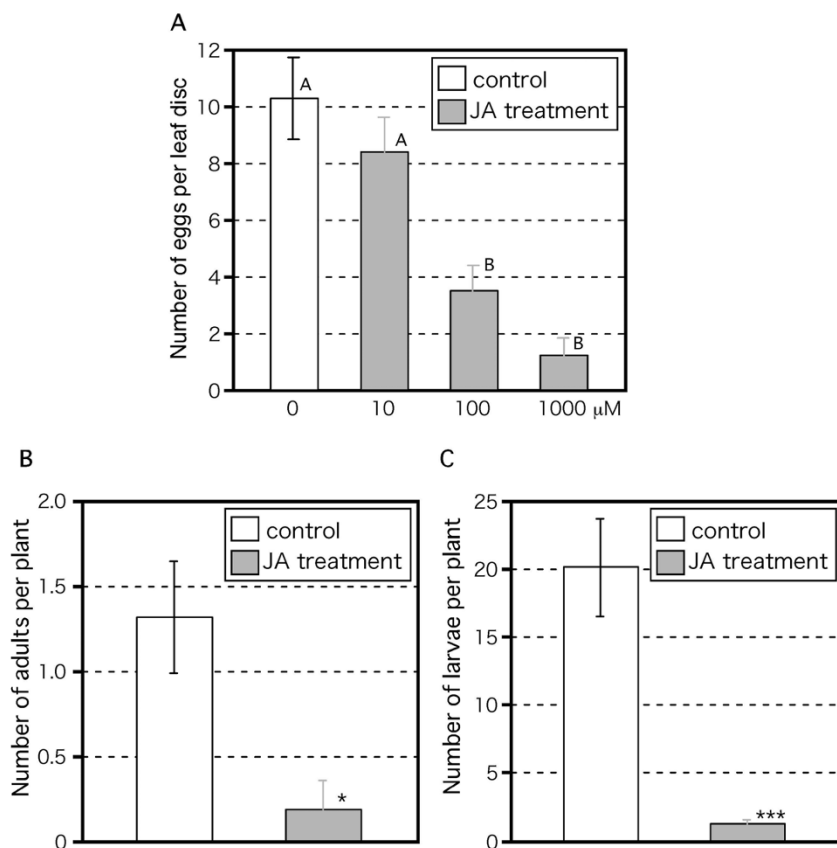 A
Number of eggs per leaf disc
12
10
8
6
4
2
0
control
JA treatment
A
A
B
B
0 10 100 1000 μM
B
Number of adults per plant
2.0
1.5
1.0
0.5
0
control
JA treatment
*
C
Number of larvae per plant
25
20
15
10
5
0
control
JA treatment
***